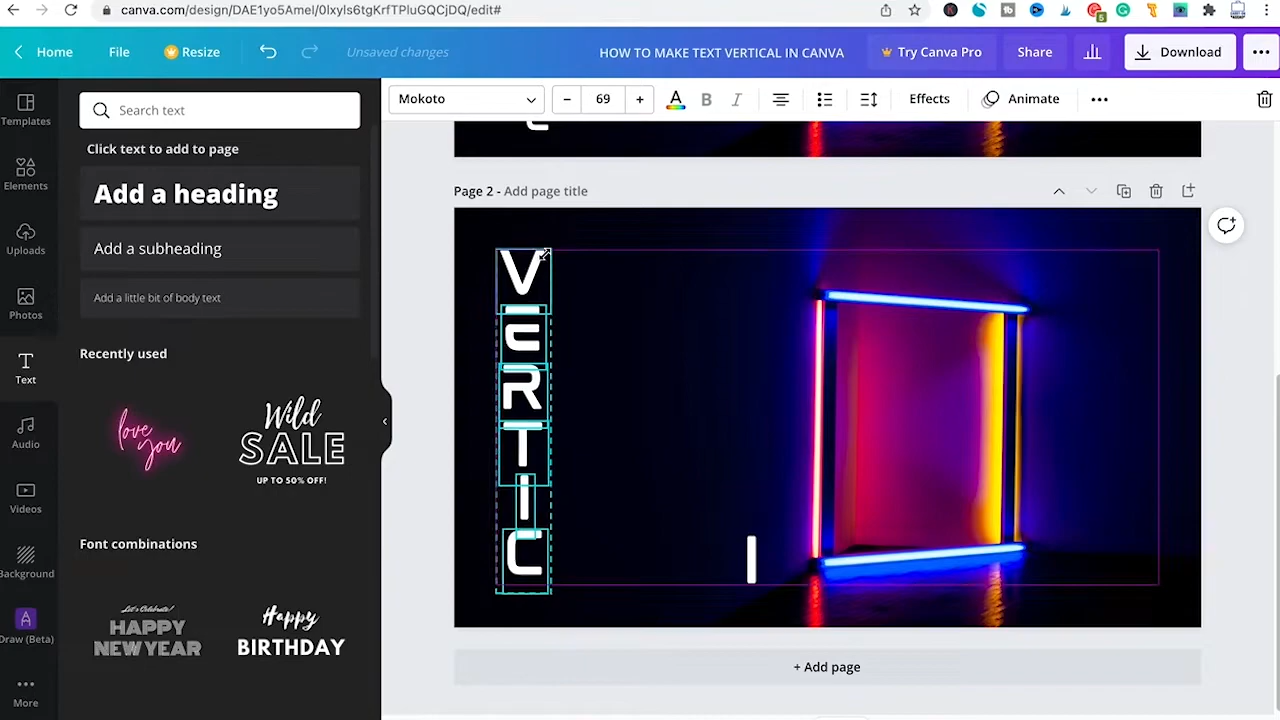 canva.com/design/DAE1yo5AmeI/0lxyls6tgKrfTPluGQCjDQ/edit#
5
Home
File
Resize
Unsaved changes
HOW TO MAKE TEXT VERTICAL IN CANVA
Try Canva Pro
Share
Download
Templates
Elements
Uploads
Photos
Text
Audio
Videos
Background
Draw (Beta)
More
Search text
Click text to add to page
Add a heading
Add a subheading
Add a little bit of body text
Recently used
love you
Wild
SALE
UP TO 50% OFF!
Font combinations
Let's Celebrate!
HAPPY
NEW YEAR
Happy
BIRTHDAY
Mokoto
69
A
B
I
Effects
Animate
Page 2 - Add page title
V
E
R
T
I
C
I
+ Add page